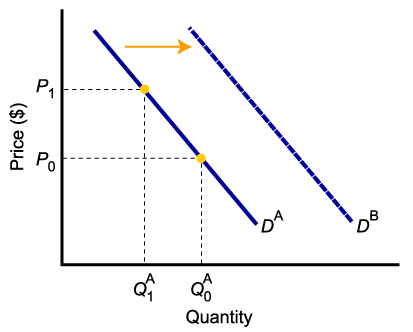 P₁
P₀
Price ($)
Dᴬ
Dᴮ
Q₁ᴬ
Q₀ᴬ
Quantity